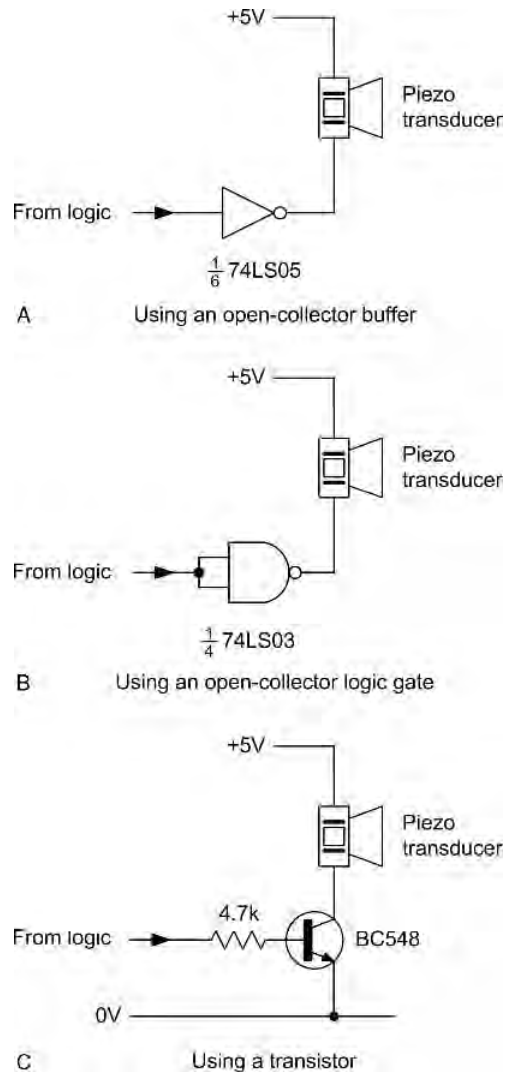 +5V
Piezo
transducer
From logic
1/6 74LS05
A Using an open-collector buffer
+5V
Piezo
transducer
From logic
1/4 74LS03
B Using an open-collector logic gate
+5V
Piezo
transducer
4.7k
From logic
BC548
0V
C Using a transistor